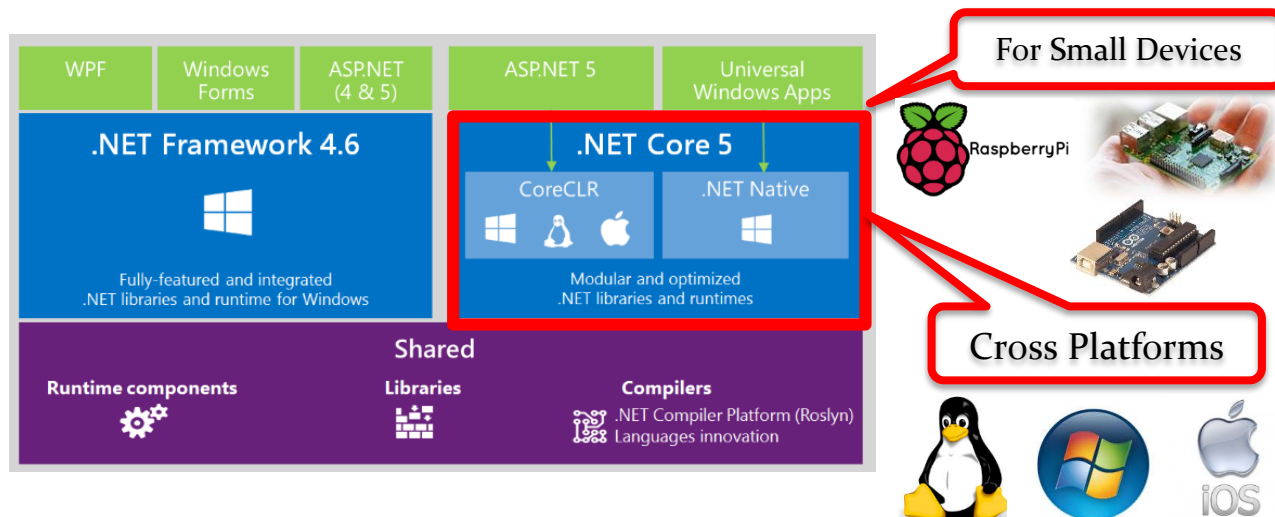 WPF
Windows
Forms
ASP.NET
(4 & 5)
ASP.NET 5
Universal
Windows Apps
For Small Devices
.NET Framework 4.6
Fully-featured and integrated
.NET libraries and runtime for Windows
.NET Core 5
CoreCLR
.NET Native
Modular and optimized
.NET libraries and runtimes
RaspberryPi
Shared
Runtime components
Libraries
Compilers
.NET Compiler Platform (Roslyn)
Languages innovation
Cross Platforms
iOS